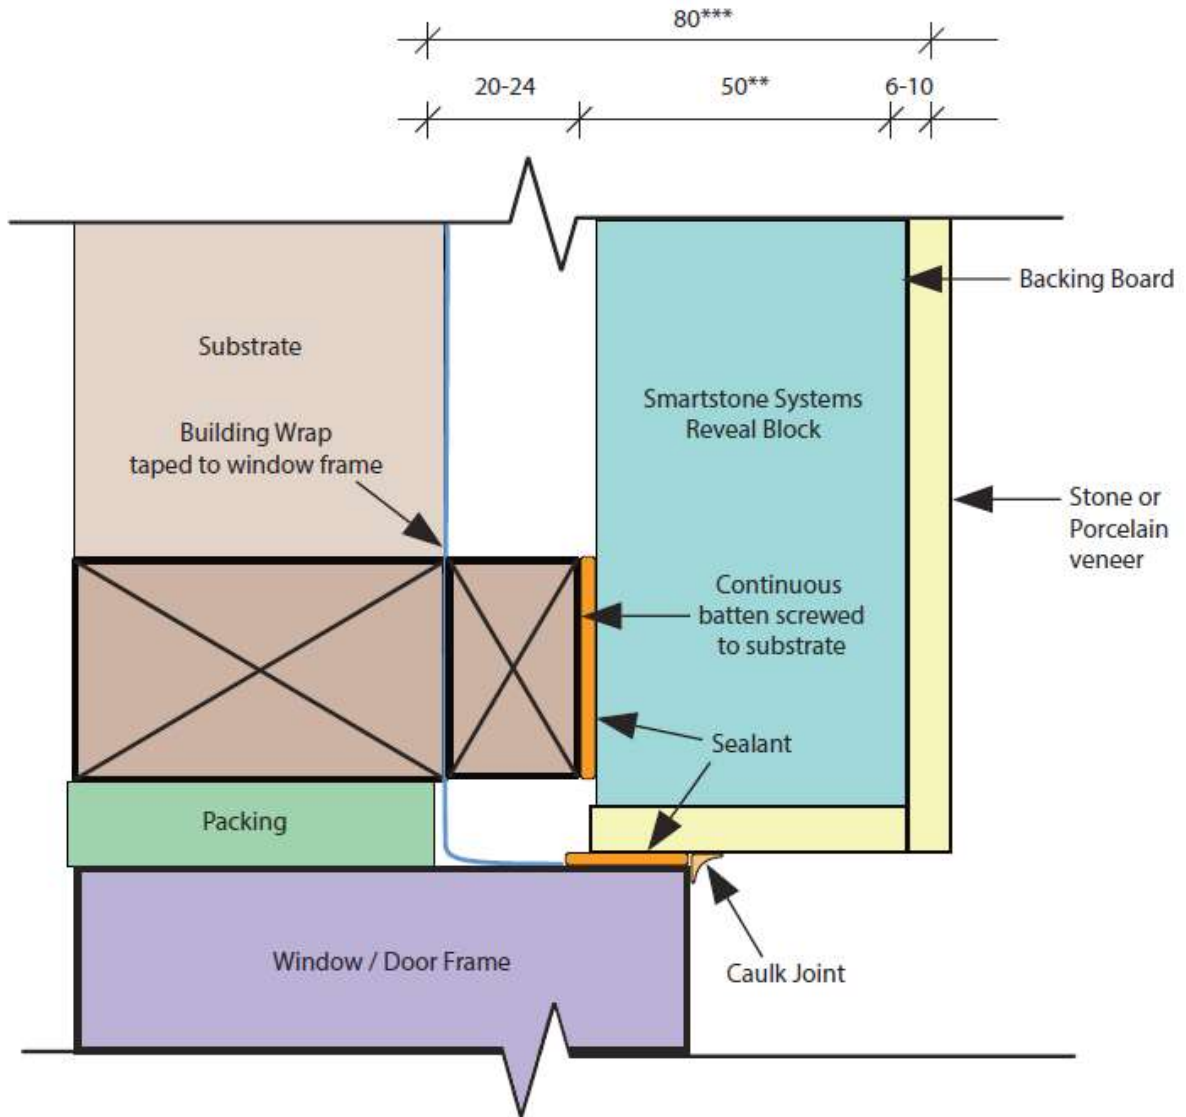 80***
20-24 50** 6-10
Backing Board
Substrate
Smartstone Systems
Reveal Block
Building Wrap
taped to window frame
Stone or
Porcelain
veneer
Continuous
batten screwed
to substrate
Sealant
Packing
Window / Door Frame
Caulk Joint